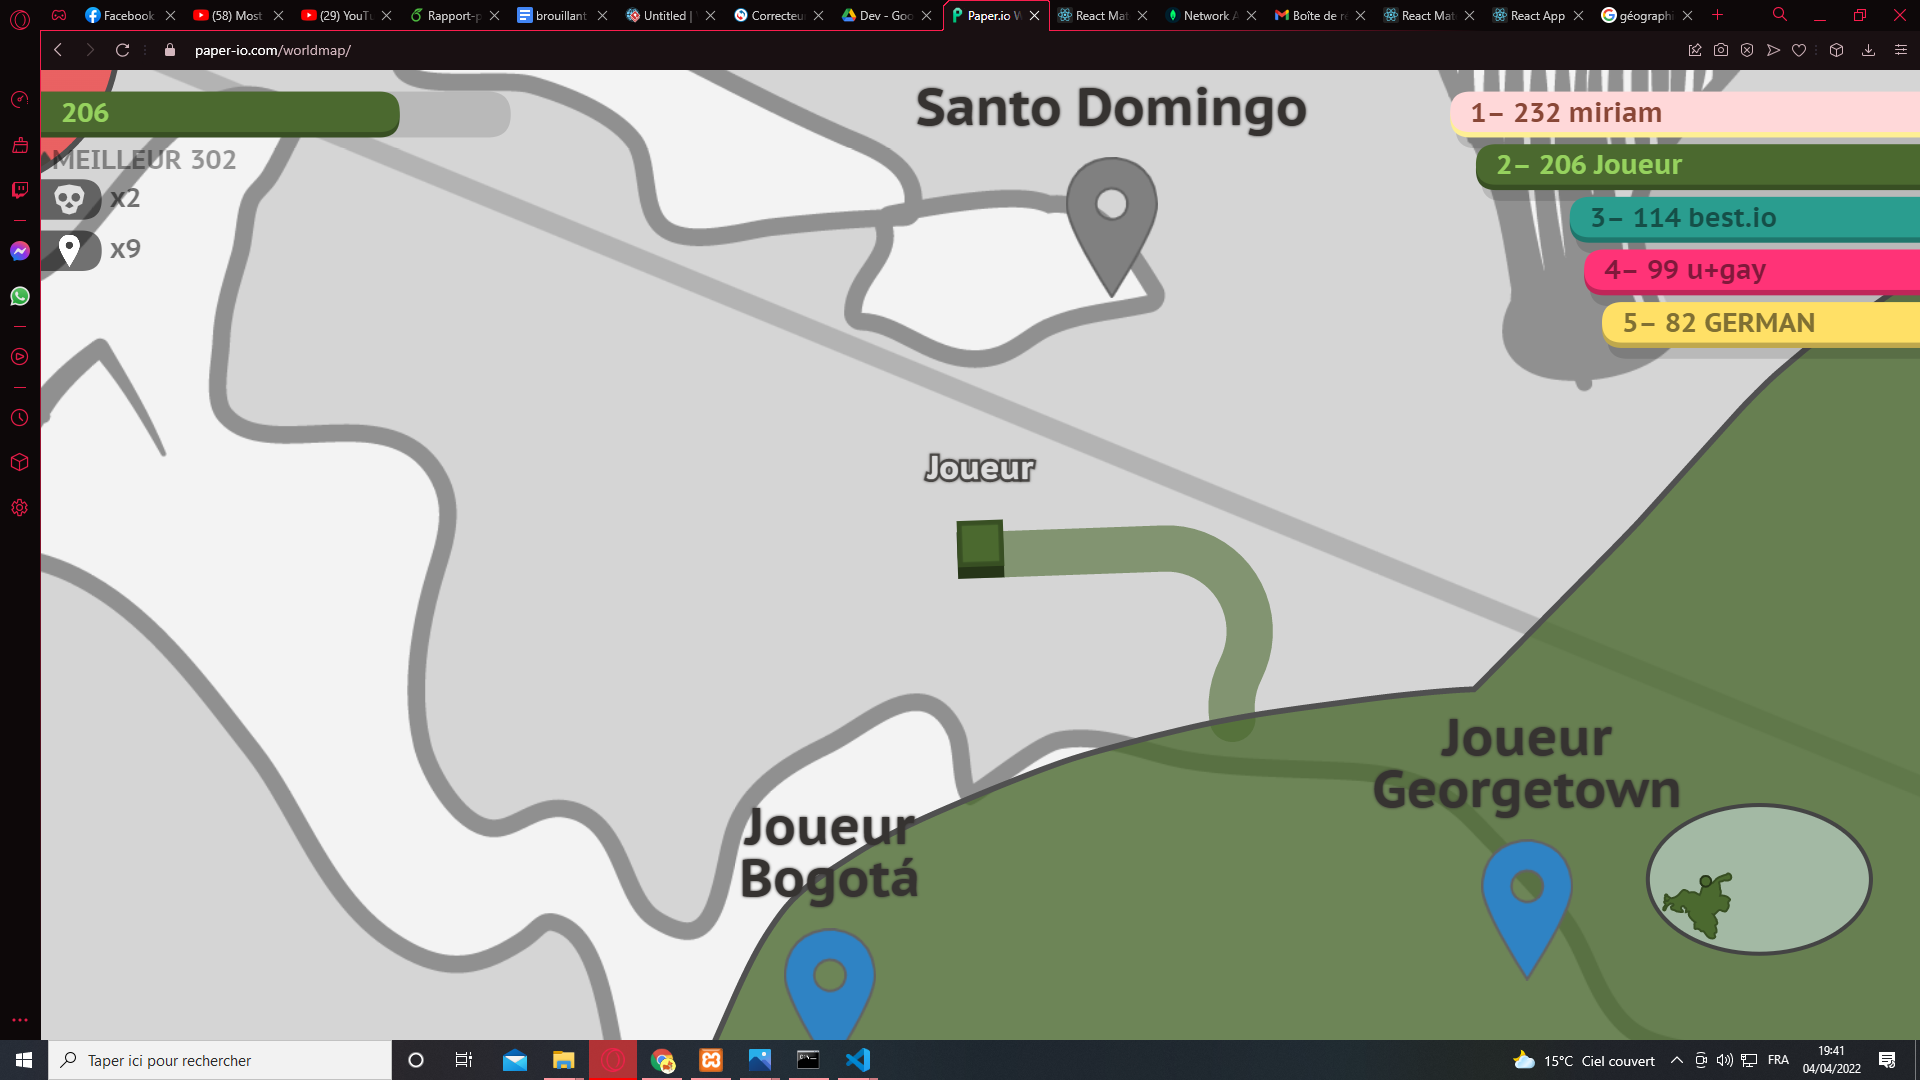 Facebook
(58) Most
(29) YouTu
Rapport-p
brouillant
Untitled |
Correcteu
Dev - Goo
Paper.io W
React Mat
Network A
Boîte de ré
React Mat
React App
géographi
paper-io.com/worldmap/
206
MEILLEUR 302
x2
x9
Santo Domingo
1– 232 miriam
2– 206 Joueur
3– 114 best.io
4– 99 u+gay
5– 82 GERMAN
Joueur
Joueur
Georgetown
Joueur
Bogotá
Taper ici pour rechercher
15°C Ciel couvert
FRA
19:41
04/04/2022